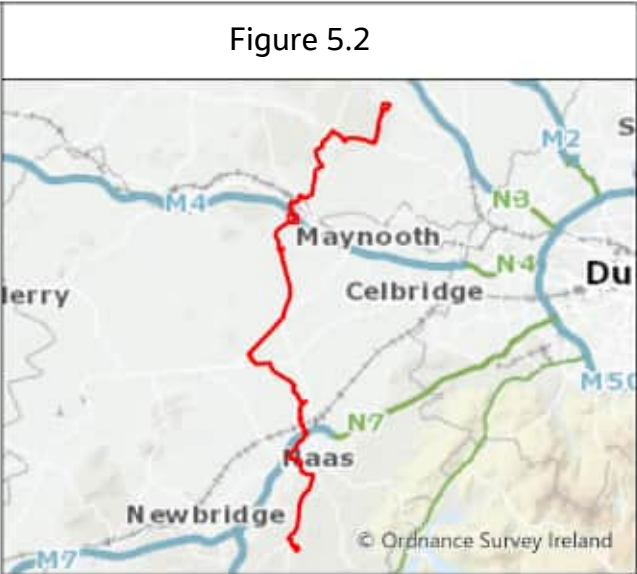 Figure 5.2
M2
S
M4
N3
Maynooth
N4
Du
lerry
Celbridge
M50
N7
Naas
Newbridge
© Ordnance Survey Ireland
M7